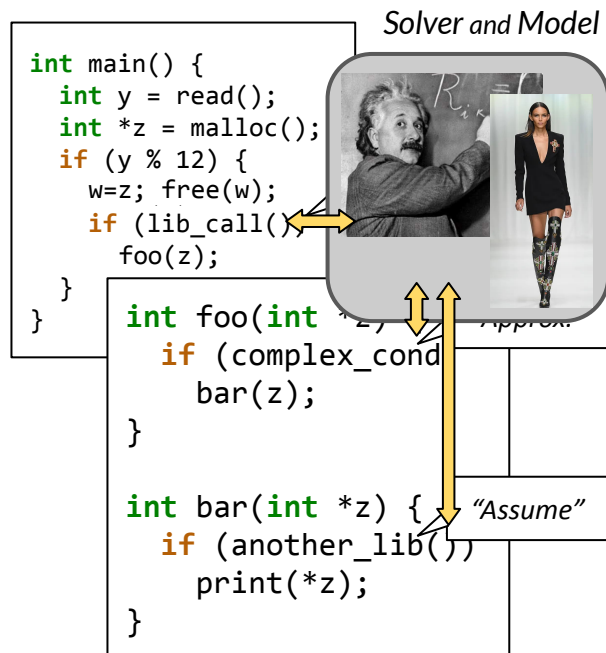 Solver and Model
int main() {
int y = read();
int *z = malloc();
if (y % 12) {
w=z; free(w);
if (lib_call()
foo(z);
}
}
int foo(int *z)
if (complex_cond
bar(z);
}
"Approx."
int bar(int *z) {
if (another_lib())
print(*z);
}
“Assume”